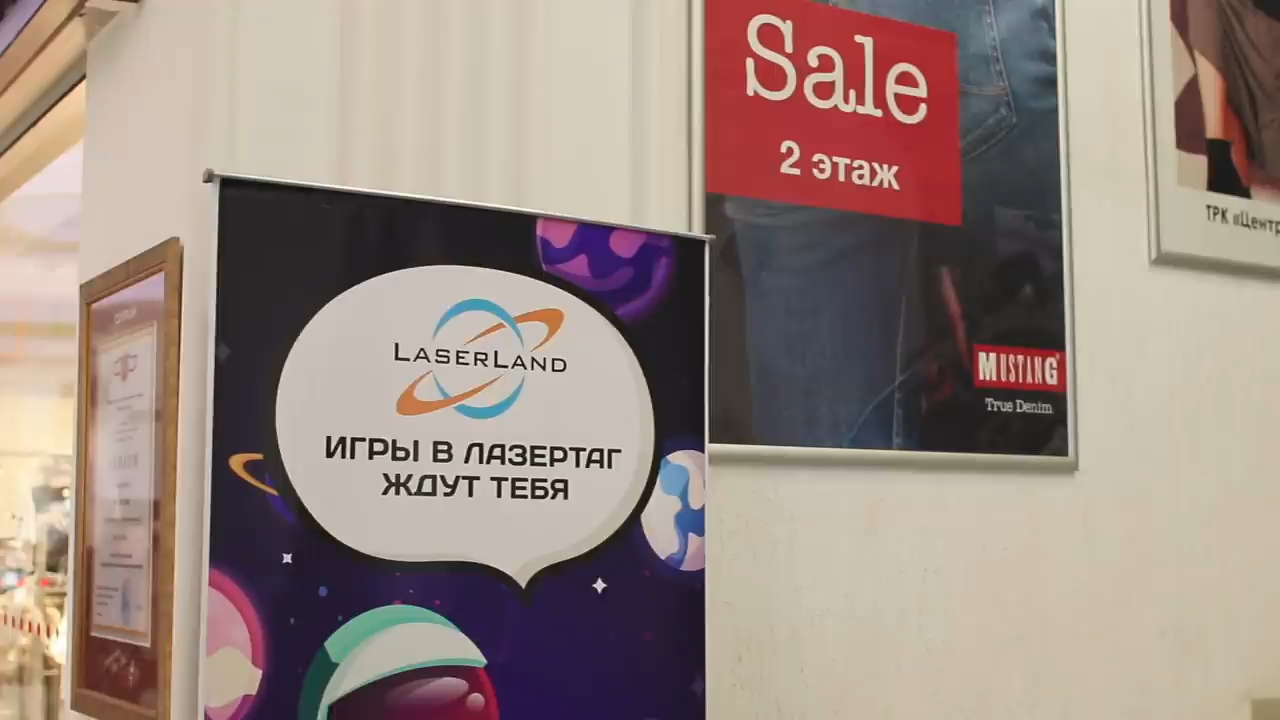 Sale
2 этаж
MUSTANG
True Denim
ТРК «Центр
LASERLAND
ИГРЫ В ЛАЗЕРТАГ
ЖДУТ ТЕБЯ